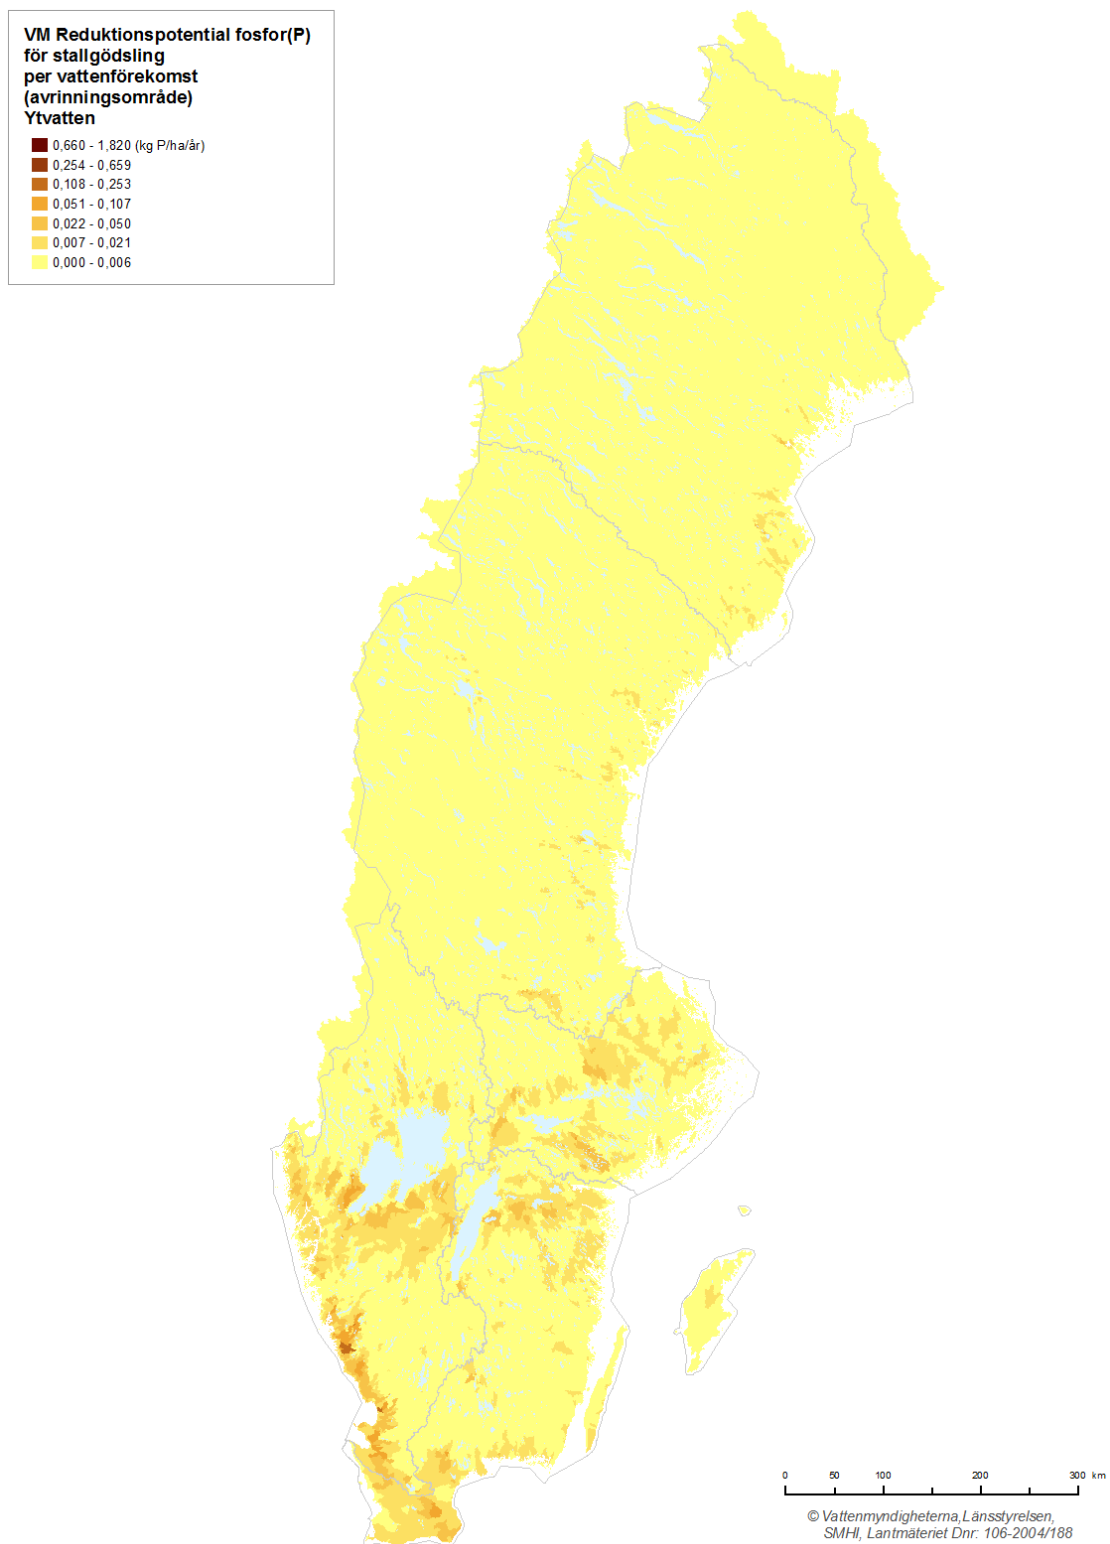 VM Reduktionspotential fosfor(P)
för stallgödsling
per vattenförekomst
(avrinningsområde)
Ytvatten
0,660 - 1,820 (kg P/ha/år)
0,254 - 0,659
0,108 - 0,253
0,051 - 0,107
0,022 - 0,050
0,007 - 0,021
0,000 - 0,006
0 50 100 200 300 km
© Vattenmyndigheterna,Länsstyrelsen,
SMHI, Lantmäteriet Dnr: 106-2004/188